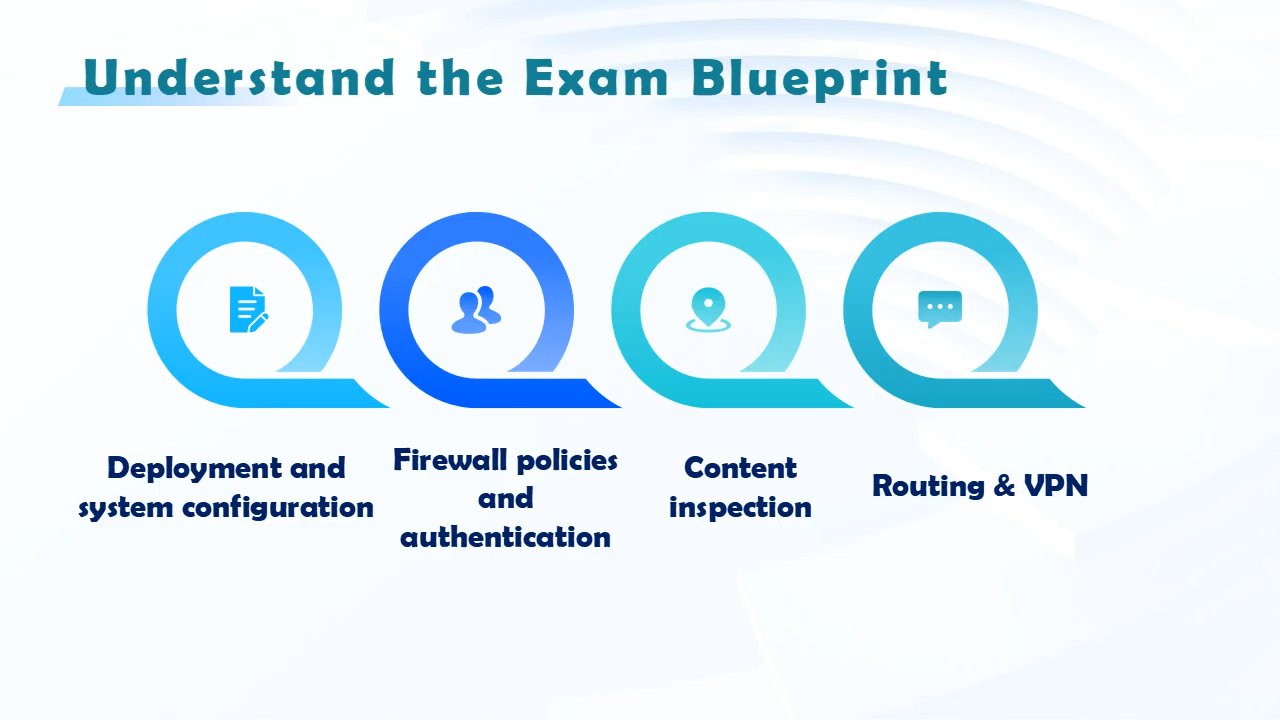 Understand the Exam Blueprint
Deployment and
system configuration
Firewall policies
and
authentication
Content
inspection
Routing & VPN